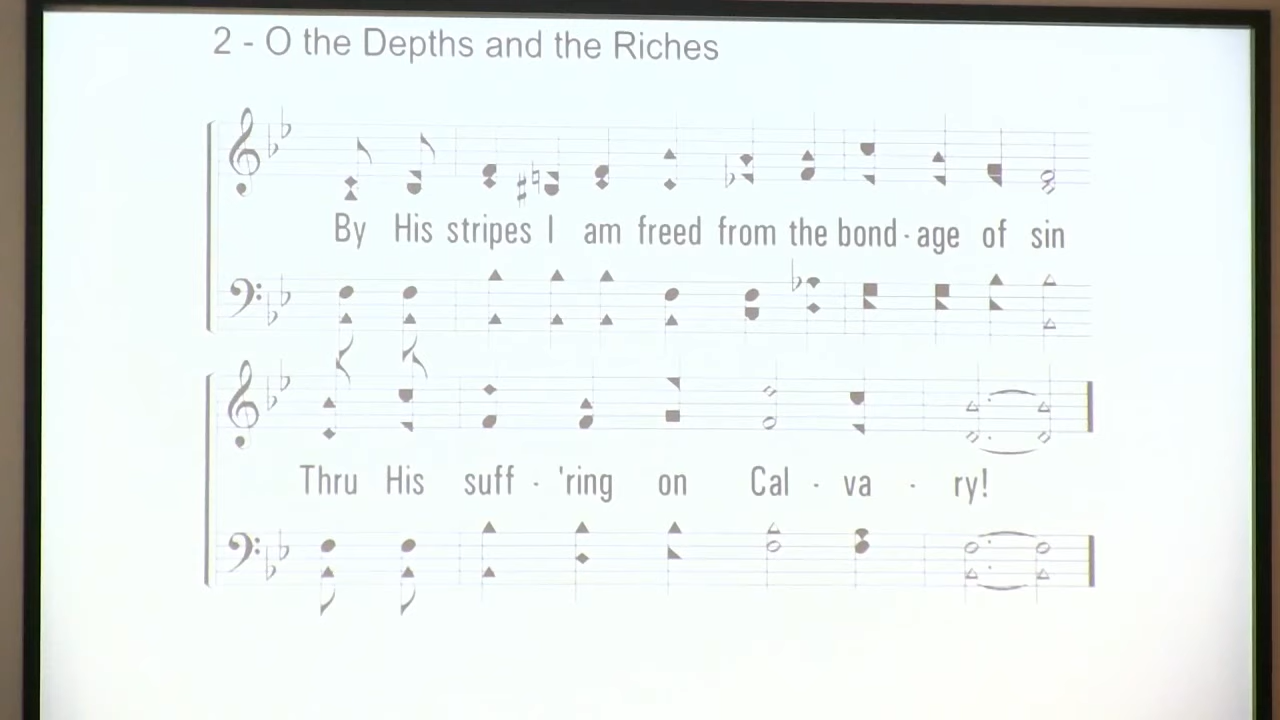 2 - O the Depths and the Riches
By His stripes I am freed from the bond - age of sin
Thru His suff - 'ring on Cal - va - ry!